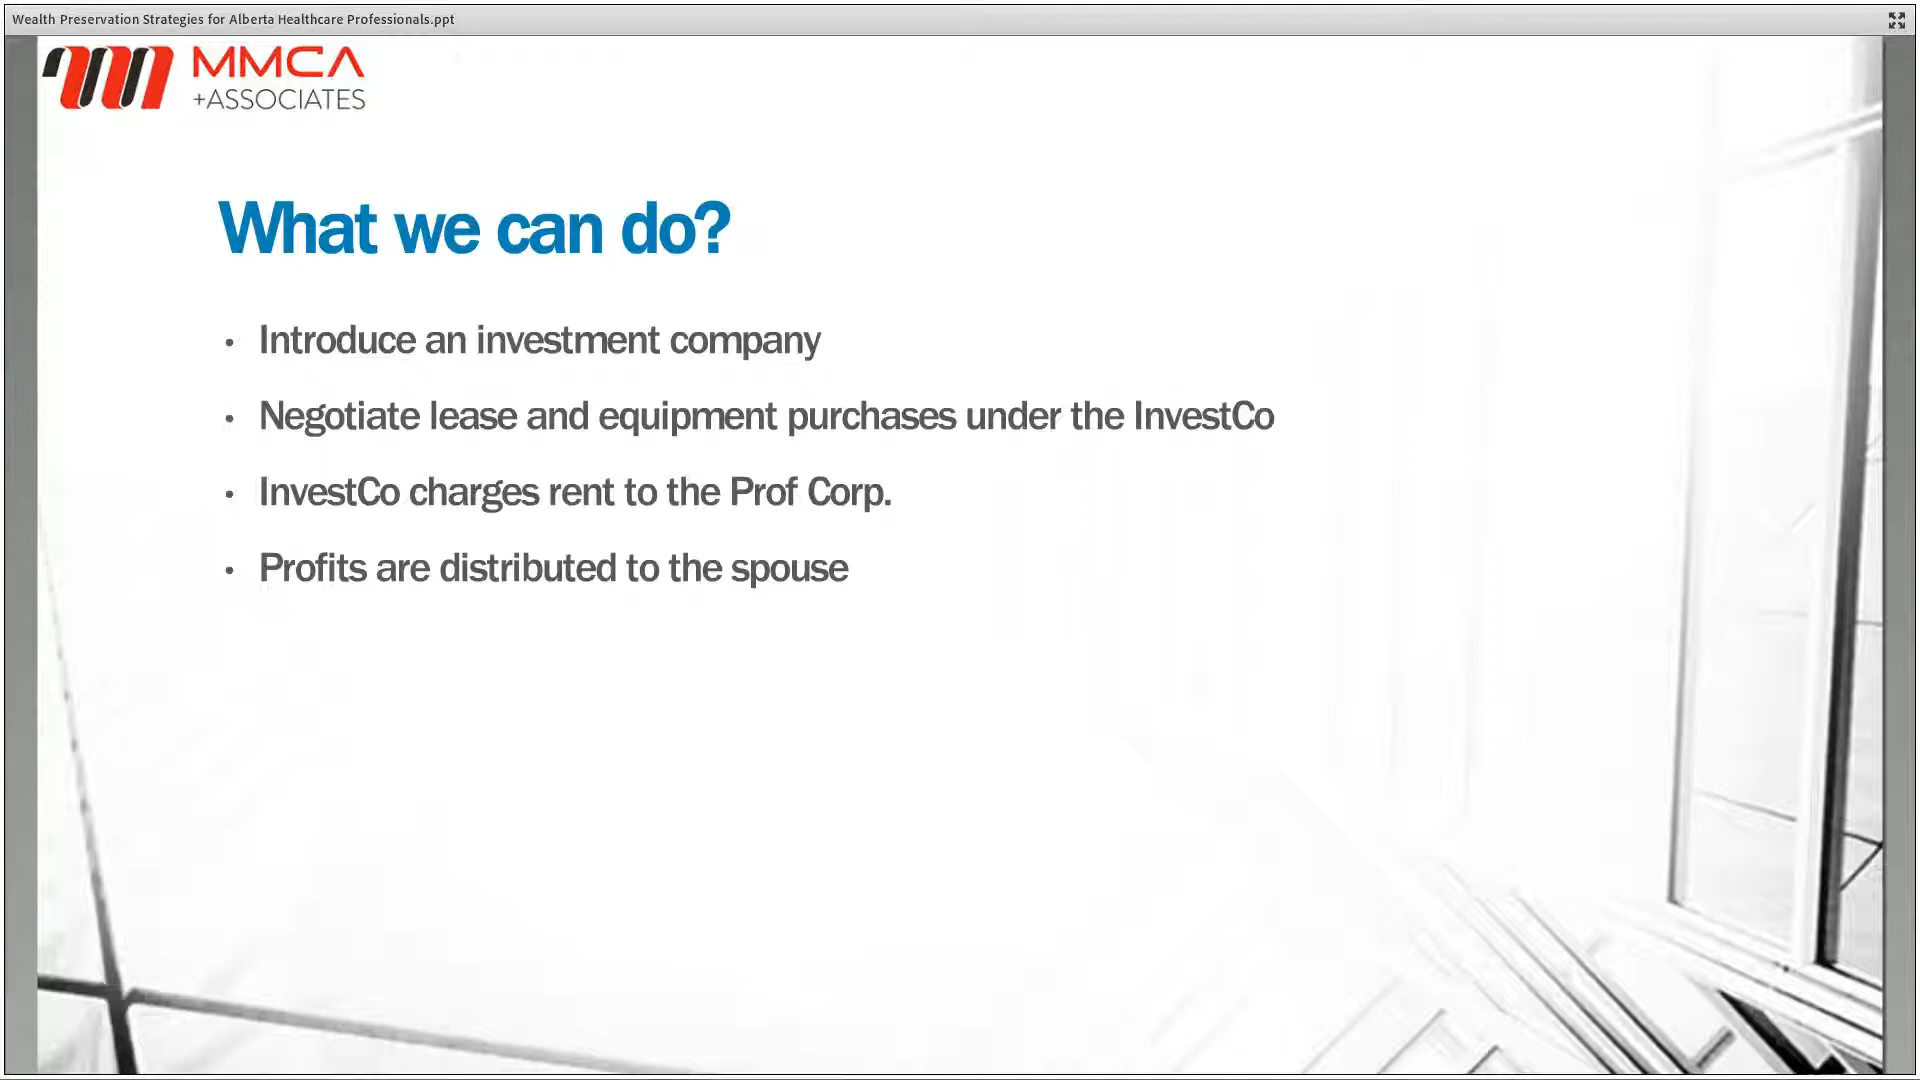 Wealth Preservation Strategies for Alberta Healthcare Professionals.ppt
MMCA
+ASSOCIATES
What we can do?
• Introduce an investment company
• Negotiate lease and equipment purchases under the InvestCo
• InvestCo charges rent to the Prof Corp.
• Profits are distributed to the spouse